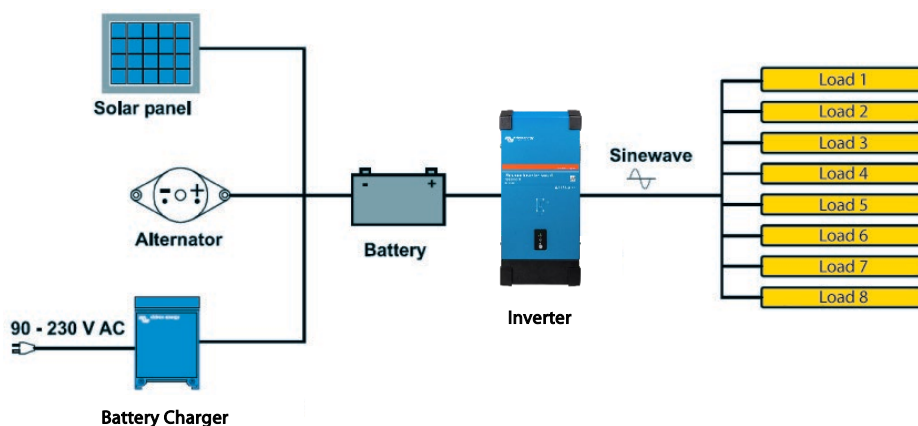 Solar panel
Alternator
90 - 230 V AC
Battery Charger
- +
Battery
Inverter
Sinewave
Load 1
Load 2
Load 3
Load 4
Load 5
Load 6
Load 7
Load 8